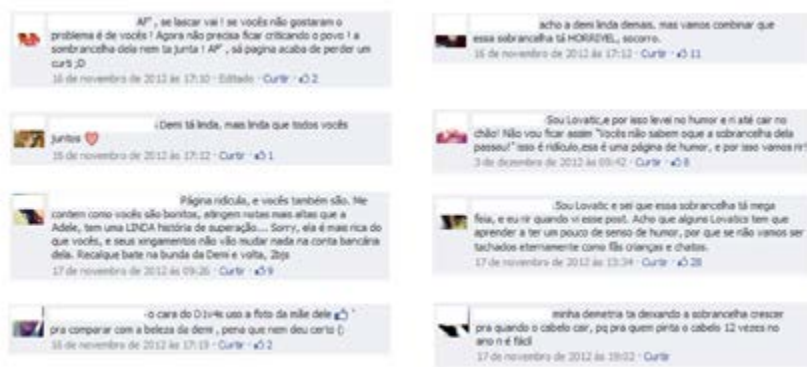 AF', se lascar vai ! se vocês não gostaram o
problema é de vocês ! Agora não precisa ficar criticando o povo ! a
sombrancelha dela nem ta junta ! AF' , sá pagina acaba de perder um
curti ;D
16 de novembro de 2012 às 17:10 · Editado · Curtir · 2
Demi tá linda, mais linda que todos vocês
juntos
16 de novembro de 2012 às 17:12 · Curtir · 1
Página ridícula, e vocês também são. Me
contem como vocês são bonitos, atingem notas mais altas que a
Adele, tem uma LINDA história de superação... Sorry, ela é mais rica do
que vocês, e seus xingamentos não vão mudar nada na conta bancária
dela. Recalque bate na bunda da Demi e volta, 2bjs
17 de novembro de 2012 às 09:26 · Curtir · 9
-o cara do D1v4s uso a foto da mãe dele
pra comparar com a beleza da demi , pena que nem deu certo (:
16 de novembro de 2012 às 17:19 · Curtir · 2
acho a demi linda demais, mas vamos combinar que
essa sobrancelha tá HORRIVEL, socorro.
16 de novembro de 2012 às 17:12 · Curtir · 11
Sou Lovatic,e por isso levei no humor e ri até cair no
chão! Não vou ficar assim "Vocês não sabem oque a sobrancelha dela
passou!" isso é ridículo,essa é uma página de humor, e por isso vamos rir!
3 de dezembro de 2012 às 09:42 · Curtir · 8
Sou Lovatic e sei que essa sobrancelha tá mega
feia, e eu rir quando vi esse post. Acho que alguns Lovatics tem que
aprender a ter um pouco de senso de humor, por que se não vamos ser
tachados eternamente como fãs crianças e chatos.
17 de novembro de 2012 às 13:34 · Curtir · 28
minha demetria ta deixando a sobrancelha crescer
pra quando o cabelo cair, pq pra quem pinta o cabelo 12 vezes no
ano n é fácil
17 de novembro de 2012 às 19:02 · Curtir